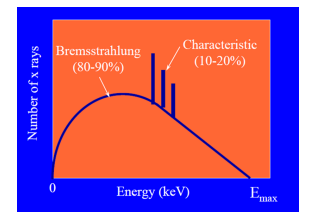 Number of x rays
Bremsstrahlung
(80-90%)
Characteristic
(10-20%)
0
Energy (keV)
Emax